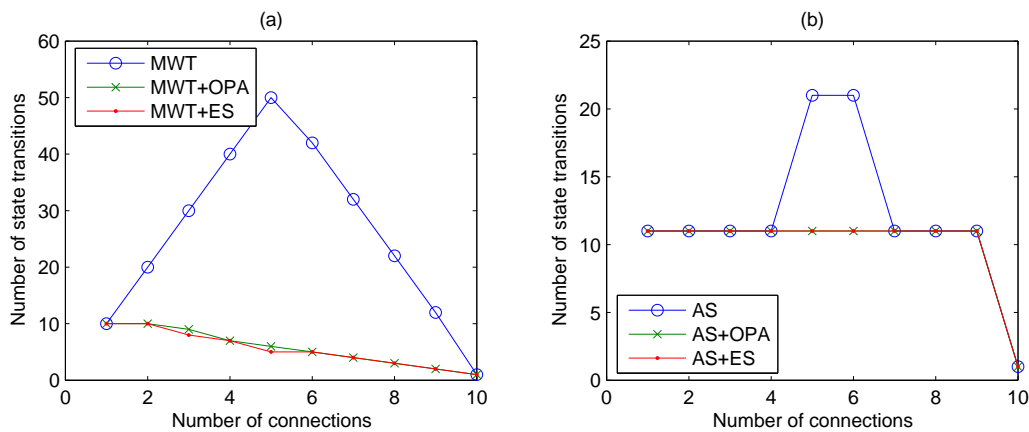 (a)
60
50
40
30
20
10
0
0
2
4
6
8
10
Number of state transitions
Number of connections
MWT
MWT+OPA
MWT+ES
(b)
25
20
15
10
5
0
0
2
4
6
8
10
Number of state transitions
Number of connections
AS
AS+OPA
AS+ES